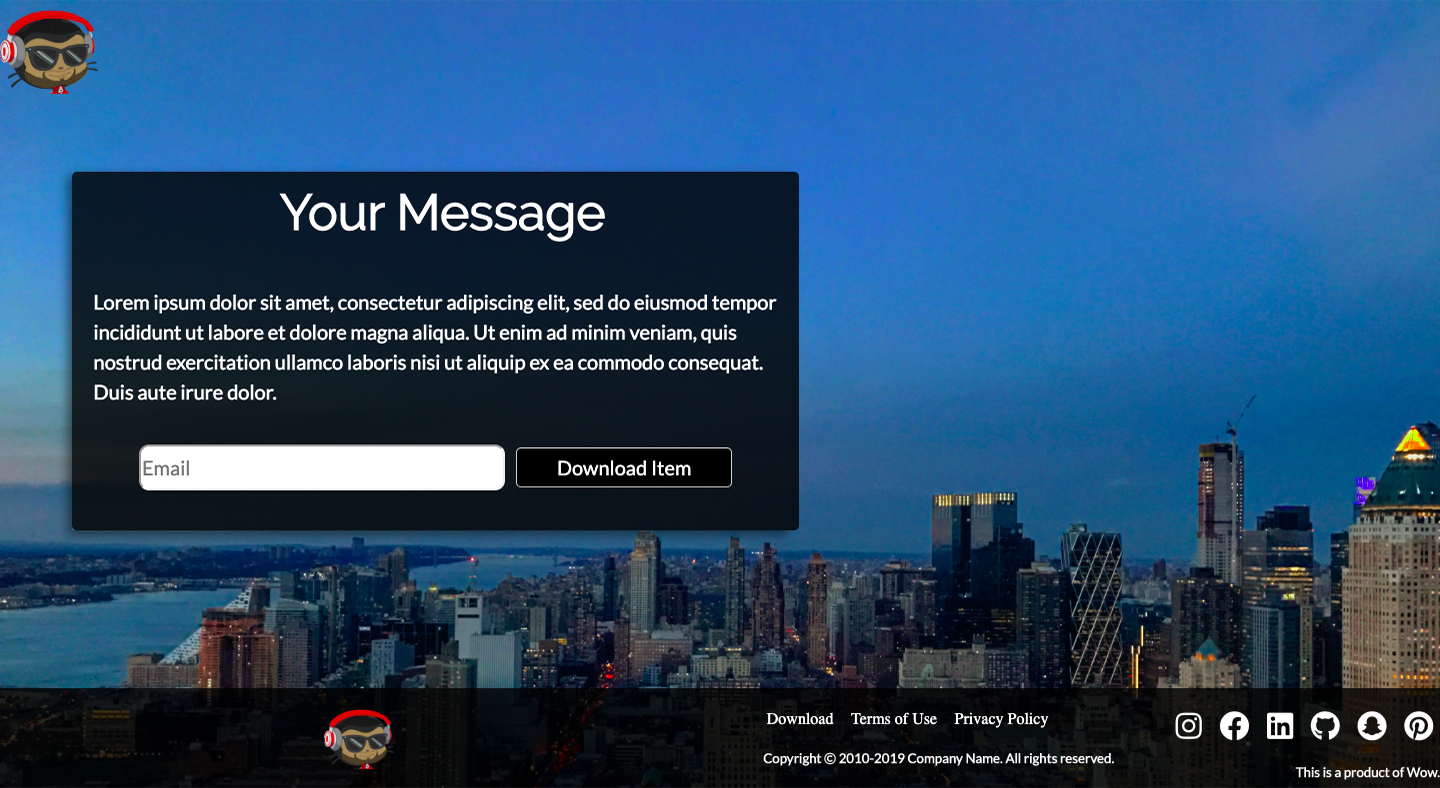 Your Message
Lorem ipsum dolor sit amet, consectetur adipiscing elit, sed do eiusmod tempor
incididunt ut labore et dolore magna aliqua. Ut enim ad minim veniam, quis
nostrud exercitation ullamco laboris nisi ut aliquip ex ea commodo consequat.
Duis aute irure dolor.
Email
Download Item
Download
Terms of Use
Privacy Policy
Copyright © 2010-2019 Company Name. All rights reserved.
This is a product of Wow.